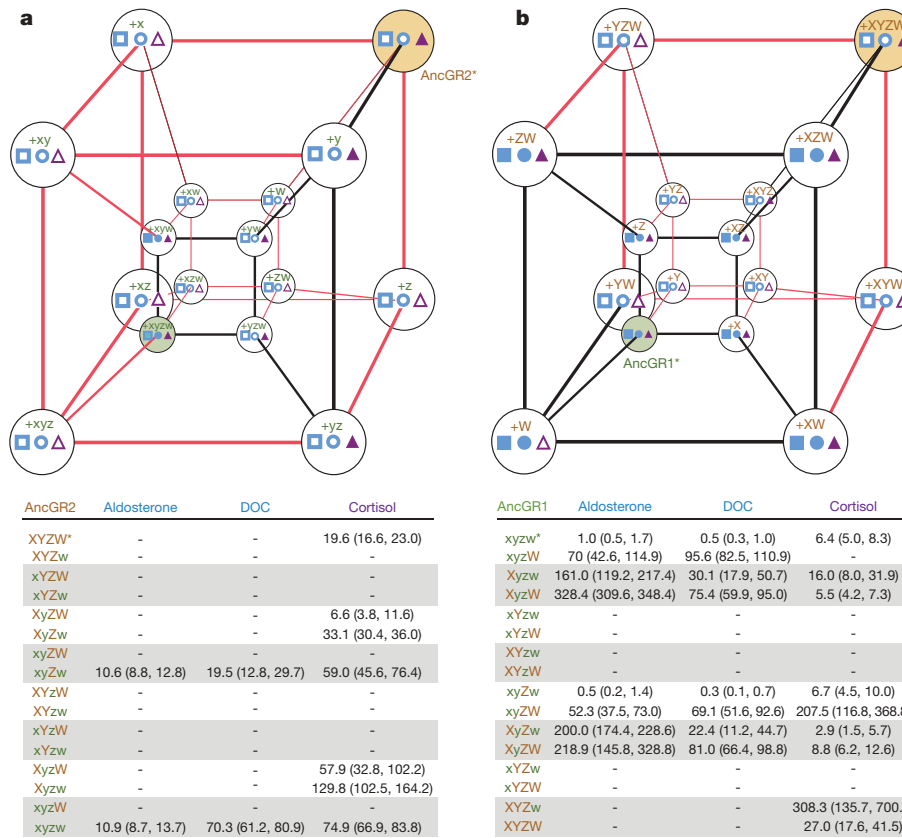 a
b
+x
AncGR2*
+xy
+y
+xw
+w
+xyw
+yw
+xz
+xzw
+zw
+z
+xyzw
+yzw
+xyz
+yz
+YZW
+XYZW
+ZW
+XZW
+YZ
+XYZ
+Z
+XZ
+YW
+Y
+XY
+XYW
+X
AncGR1*
+W
+XW
AncGR2 Aldosterone DOC Cortisol
XYZW* - - 19.6 (16.6, 23.0)
XYZw - - -
xYZW - - -
xYZw - - -
XyZW - - 6.6 (3.8, 11.6)
XyZw - - 33.1 (30.4, 36.0)
xyZW - - -
xyZw 10.6 (8.8, 12.8) 19.5 (12.8, 29.7) 59.0 (45.6, 76.4)
XYzW - - -
XYzw - - -
xYzW - - -
xYzw - - -
XyzW - - 57.9 (32.8, 102.2)
Xyzw - - 129.8 (102.5, 164.2)
xyzW - - -
xyzw 10.9 (8.7, 13.7) 70.3 (61.2, 80.9) 74.9 (66.9, 83.8)
AncGR1 Aldosterone DOC Cortisol
xyzw* 1.0 (0.5, 1.7) 0.5 (0.3, 1.0) 6.4 (5.0, 8.3)
xyzW 70 (42.6, 114.9) 95.6 (82.5, 110.9) -
Xyzw 161.0 (119.2, 217.4) 30.1 (17.9, 50.7) 16.0 (8.0, 31.9)
XyzW 328.4 (309.6, 348.4) 75.4 (59.9, 95.0) 5.5 (4.2, 7.3)
xYzw - - -
xYzW - - -
XYzw - - -
XYzW - - -
xyZw 0.5 (0.2, 1.4) 0.3 (0.1, 0.7) 6.7 (4.5, 10.0)
xyZW 52.3 (37.5, 73.0) 69.1 (51.6, 92.6) 207.5 (116.8, 368.8
XyZw 200.0 (174.4, 228.6) 22.4 (11.2, 44.7) 2.9 (1.5, 5.7)
XyZW 218.9 (145.8, 328.8) 81.0 (66.4, 98.8) 8.8 (6.2, 12.6)
xYZw - - -
xYZW - - -
XYZw - - 308.3 (135.7, 700.
XYZW - - 27.0 (17.6, 41.5)